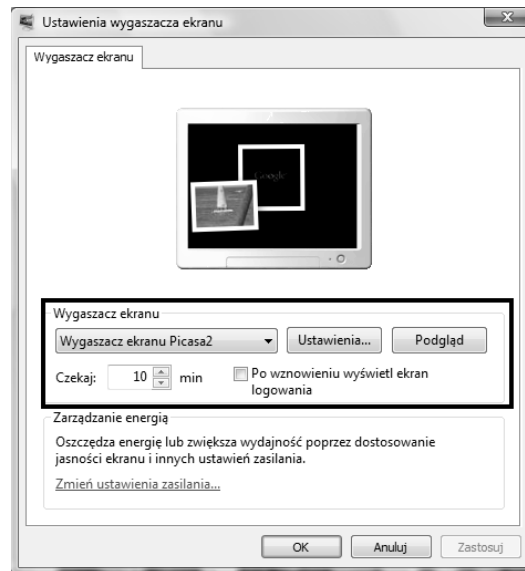 Ustawienia wygaszacza ekranu
Wygaszacz ekranu
Google
Wygaszacz ekranu
Wygaszacz ekranu Picasa2
Ustawienia...
Podgląd
Czekaj:
10
min
Po wznowieniu wyświetl ekran
logowania
Zarządzanie energią
Oszczędza energię lub zwiększa wydajność poprzez dostosowanie
jasności ekranu i innych ustawień zasilania.
Zmień ustawienia zasilania...
OK
Anuluj
Zastosuj